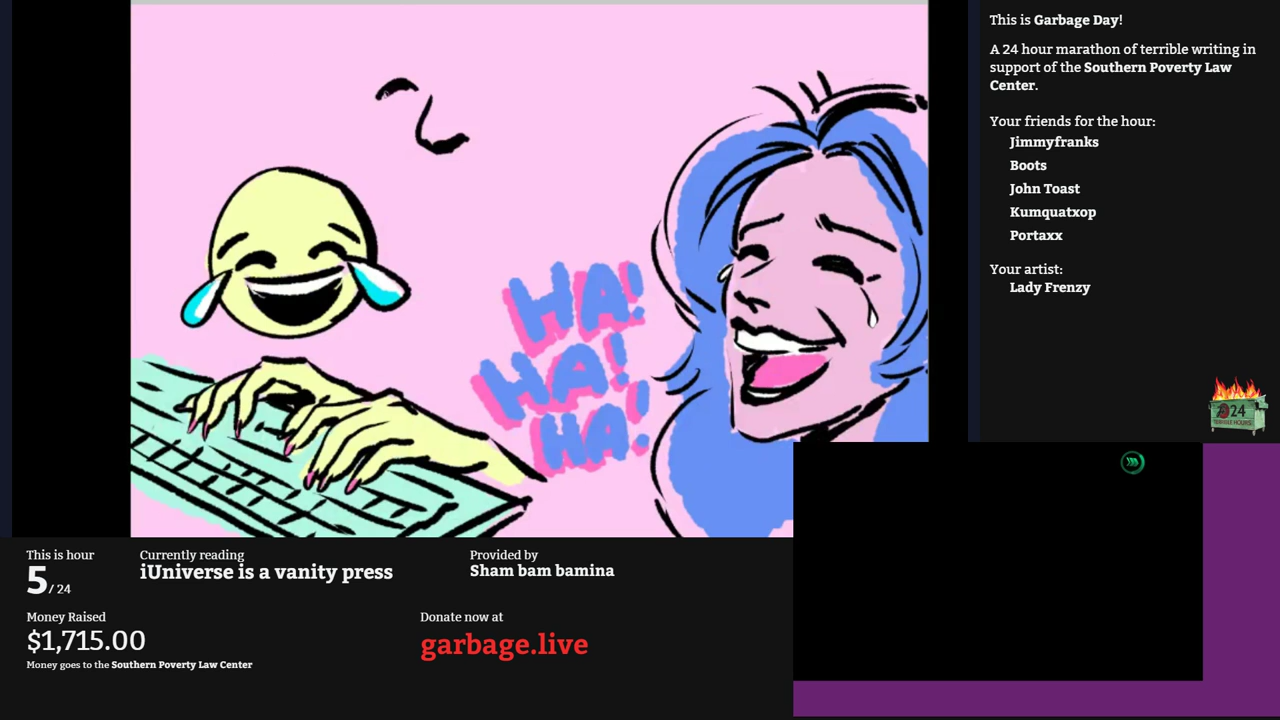 This is Garbage Day!
A 24 hour marathon of terrible writing in
support of the Southern Poverty Law
Center.
Your friends for the hour:
Jimmyfranks
Boots
John Toast
Kumquatxop
Portaxx
Your artist:
Lady Frenzy
HA!
HA!
HA!
24
TERRIBLE HOURS
This is hour
5 / 24
Currently reading
iUniverse is a vanity press
Provided by
Sham bam bamina
Money Raised
$1,715.00
Money goes to the Southern Poverty Law Center
Donate now at
garbage.live